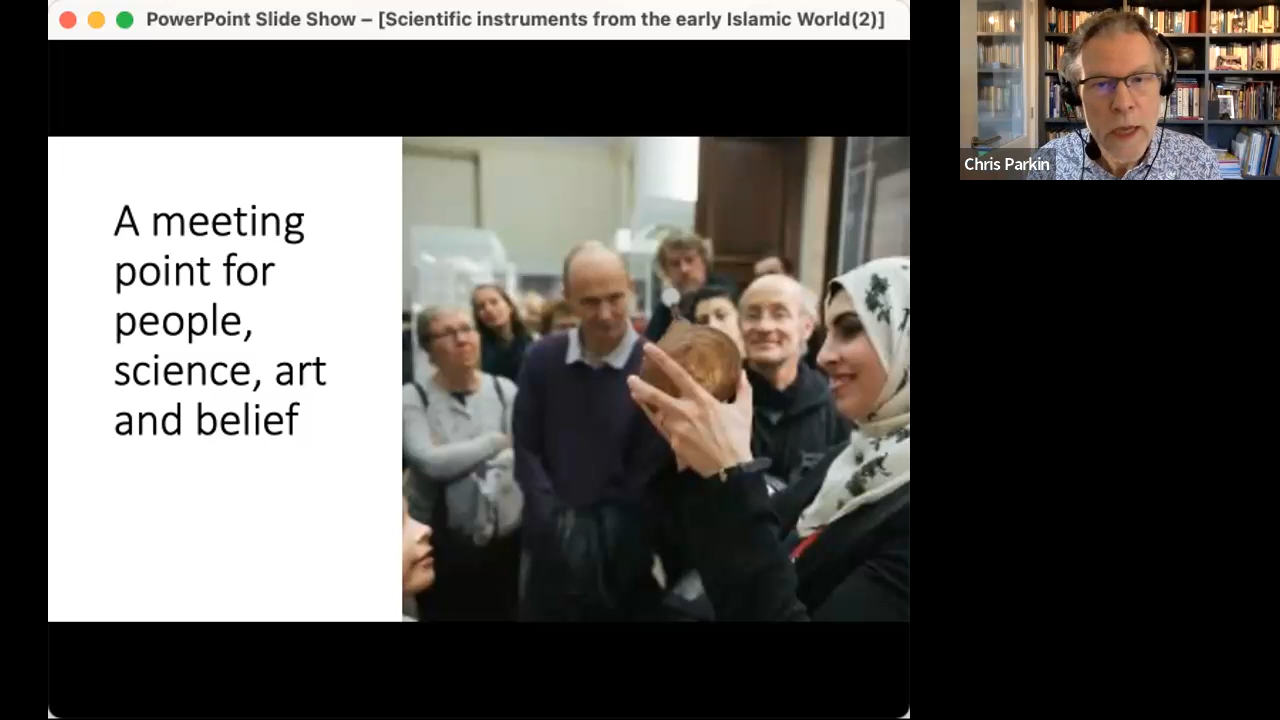 PowerPoint Slide Show – [Scientific instruments from the early Islamic World(2)]
A meeting
point for
people,
science, art
and belief
Chris Parkin